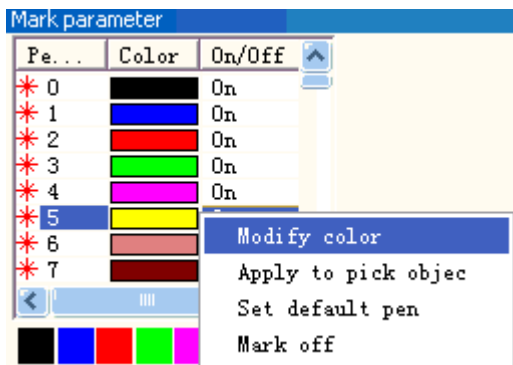 Mark parameter
Pe... Color On/Off
0 On
1 On
2 On
3 On
4 On
5
6
7
Modify color
Apply to pick objec
Set default pen
Mark off